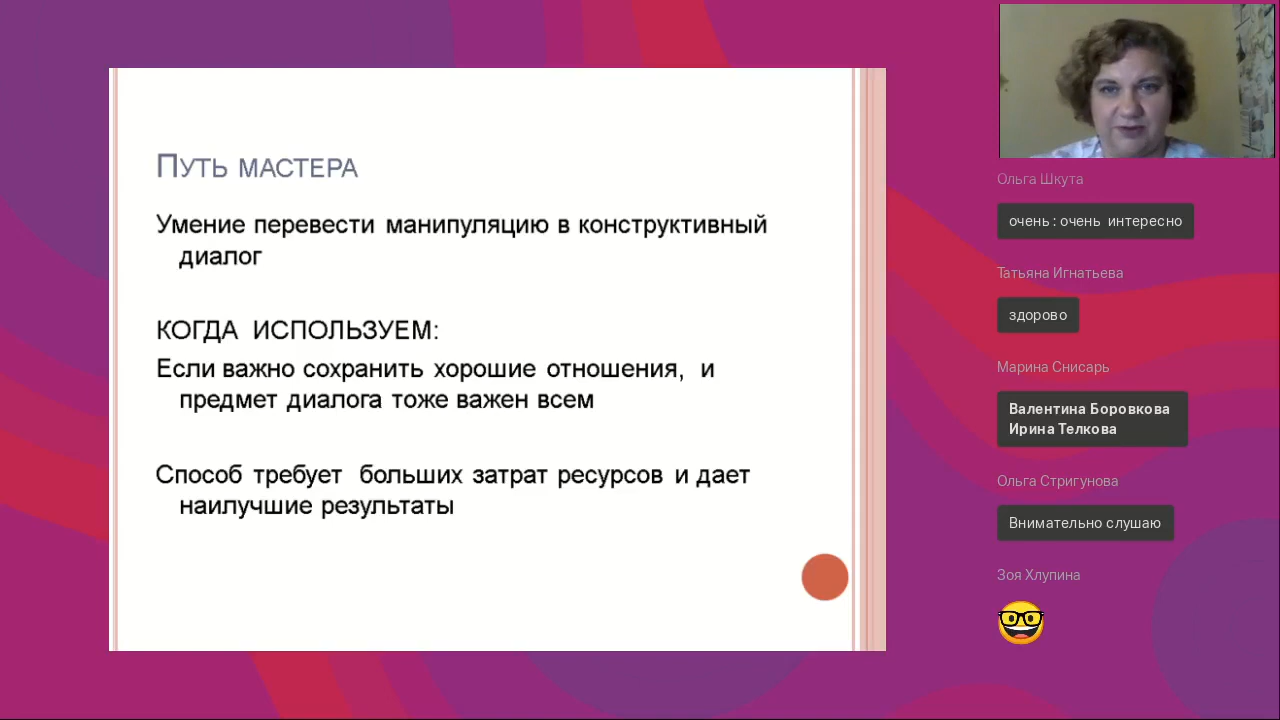 Путь мастера
Умение перевести манипуляцию в конструктивный
диалог
КОГДА ИСПОЛЬЗУЕМ:
Если важно сохранить хорошие отношения, и
предмет диалога тоже важен всем
Способ требует больших затрат ресурсов и дает
наилучшие результаты
Ольга Шкута
очень : очень интересно
Татьяна Игнатьева
здорово
Марина Снисарь
Валентина Боровкова
Ирина Телкова
Ольга Стригунова
Внимательно слушаю
Зоя Хлупина
🤓